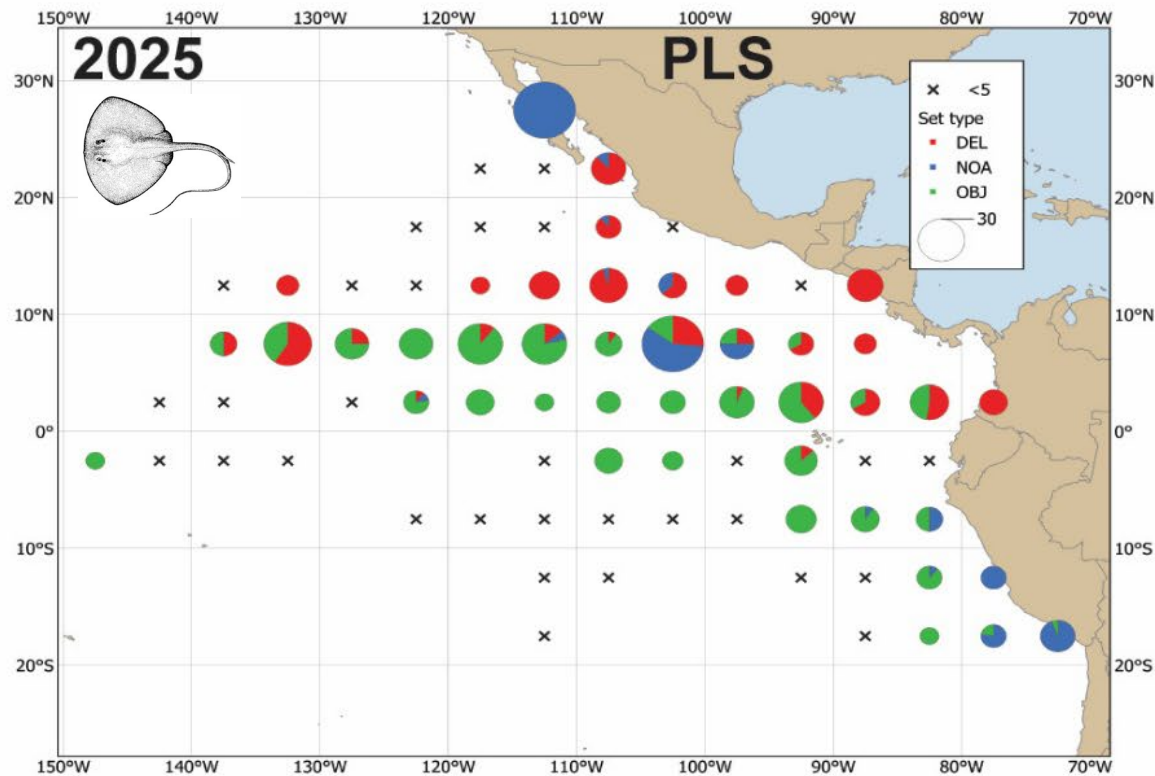 150°W 140°W 130°W 120°W 110°W 100°W 90°W 80°W 70°W
2025 PLS
30°N 30°N
× <5
Set type
DEL
NOA
OBJ
30
20°N 20°N
10°N 10°N
0° 0°
10°S 10°S
20°S 20°S
150°W 140°W 130°W 120°W 110°W 100°W 90°W 80°W 70°W